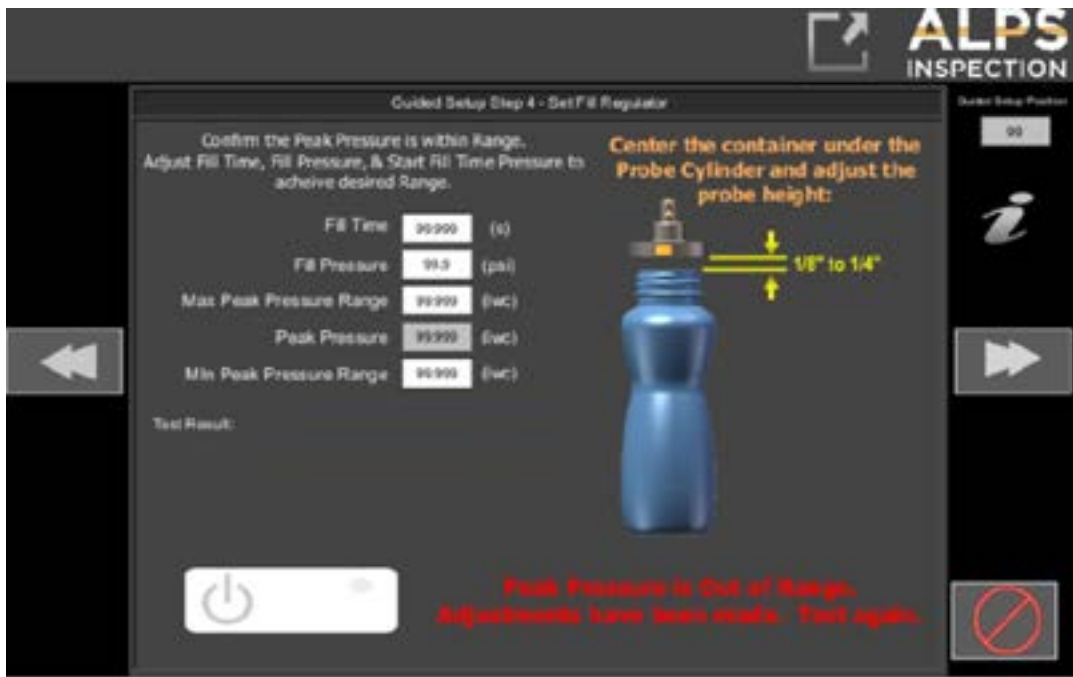 ALPS
INSPECTION
Guided Setup Step 4 - Set Fill Regulator
Guided Setup Position
99
Confirm the Peak Pressure is within Range.
Adjust Fill Time, Fill Pressure, & Start Fill Time Pressure to
acheive desired Range.
Center the container under the
Probe Cylinder and adjust the
probe height:
Fill Time 99.999 (s)
Fill Pressure 99.9 (psi)
1/8" to 1/4"
Max Peak Pressure Range 99.999 (iwc)
Peak Pressure 99.999 (iwc)
Min Peak Pressure Range 99.999 (iwc)
Test Result:
Peak Pressure is Out of Range.
Adjustments have been made. Test again.